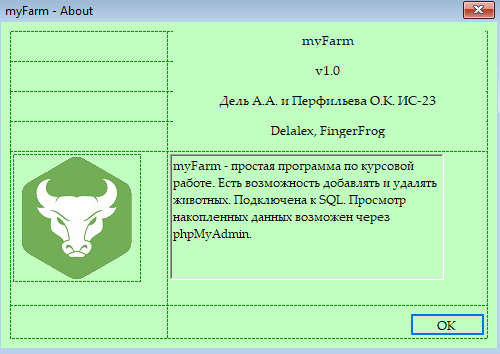 myFarm - About
myFarm
v1.0
Дель А.А. и Перфильева О.К. ИС-23
Delalex, FingerFrog
myFarm - простая программа по курсовой
работе. Есть возможность добавлять и удалять
животных. Подключена к SQL. Просмотр
накопленных данных возможен через
phpMyAdmin.
OK